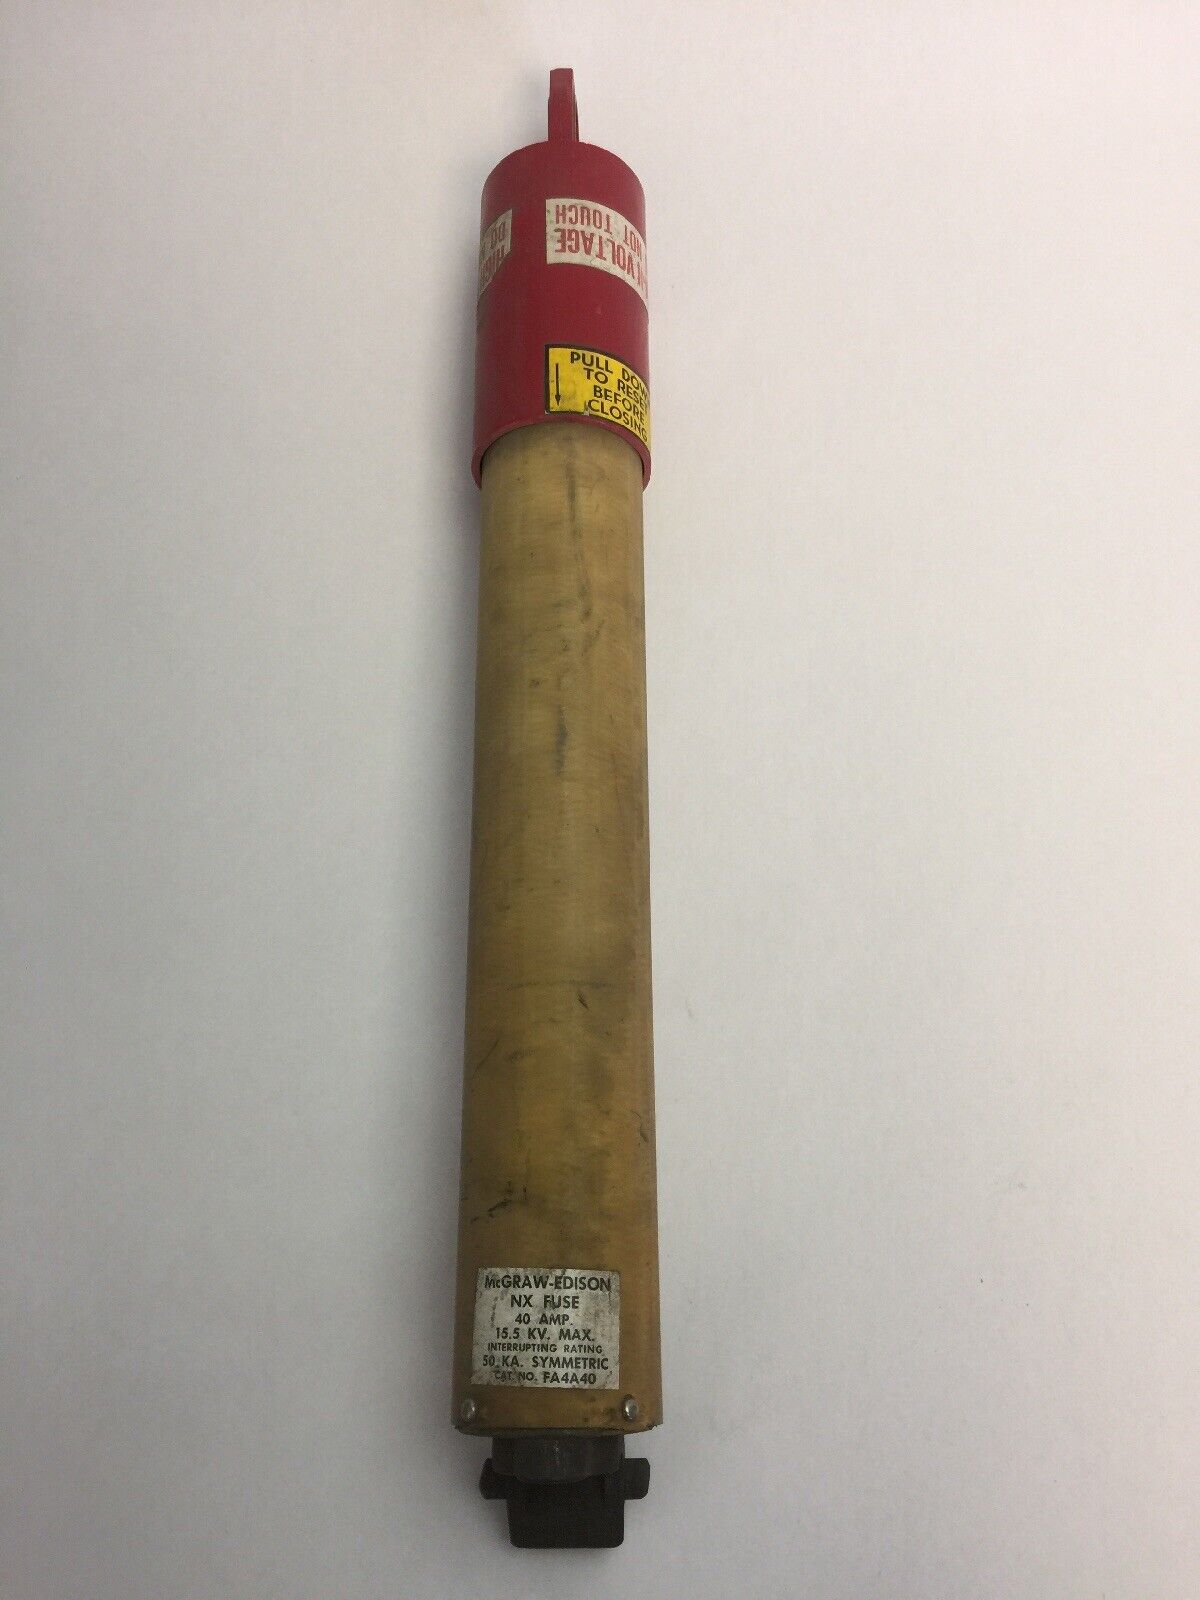 VOLTAGE
NOT TOUCH
PULL DOWN
TO RESET
BEFORE
CLOSING
McGRAW-EDISON
NX FUSE
40 AMP.
15.5 KV. MAX.
INTERRUPTING RATING
50 KA. SYMMETRIC
CAT. NO. FA4A40